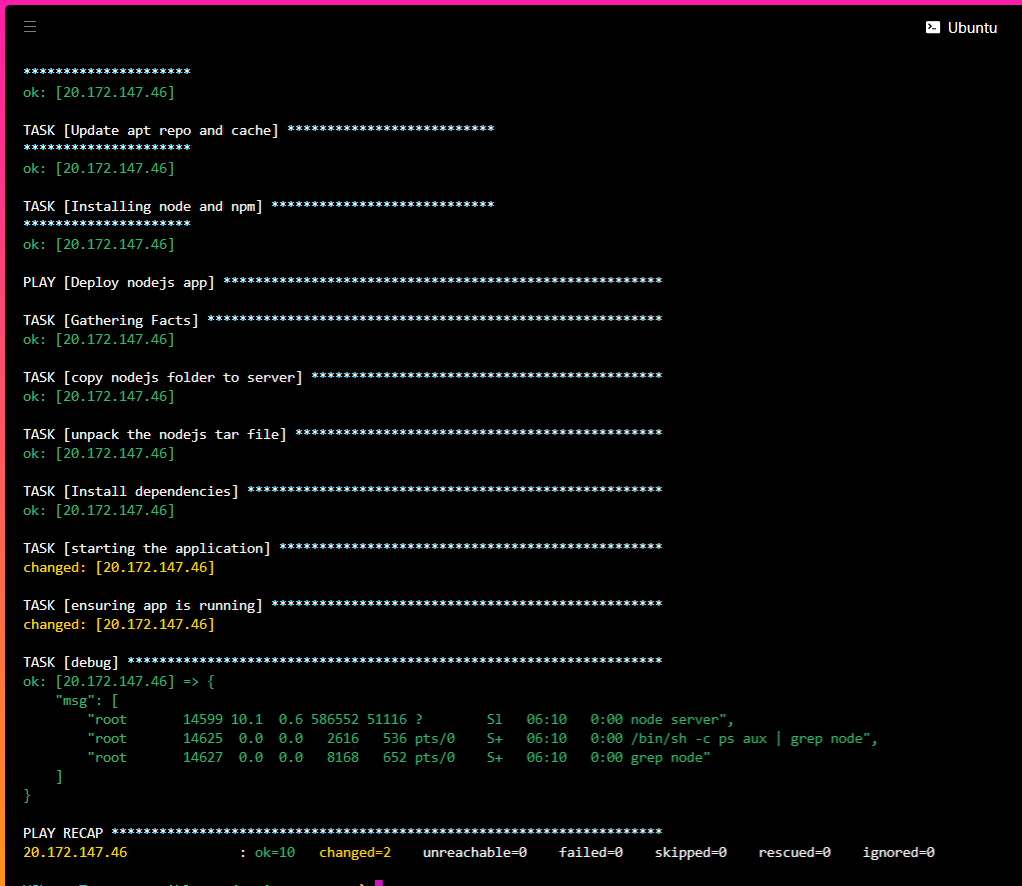 Ubuntu
*********************
ok: [20.172.147.46]
TASK [Update apt repo and cache] **************************
*********************
ok: [20.172.147.46]
TASK [Installing node and npm] ****************************
*********************
ok: [20.172.147.46]
PLAY [Deploy nodejs app] *******************************************************
TASK [Gathering Facts] *********************************************************
ok: [20.172.147.46]
TASK [copy nodejs folder to server] ********************************************
ok: [20.172.147.46]
TASK [unpack the nodejs tar file] **********************************************
ok: [20.172.147.46]
TASK [Install dependencies] ****************************************************
ok: [20.172.147.46]
TASK [starting the application] ************************************************
changed: [20.172.147.46]
TASK [ensuring app is running] *************************************************
changed: [20.172.147.46]
TASK [debug] *******************************************************************
ok: [20.172.147.46] => {
    "msg": [
        "root       14599 10.1  0.6 586552 51116 ?        Sl   06:10   0:00 node server",
        "root       14625  0.0  0.0   2616   536 pts/0    S+   06:10   0:00 /bin/sh -c ps aux | grep node",
        "root       14627  0.0  0.0   8168   652 pts/0    S+   06:10   0:00 grep node"
    ]
}
PLAY RECAP *********************************************************************
20.172.147.46              : ok=10   changed=2    unreachable=0    failed=0    skipped=0    rescued=0    ignored=0